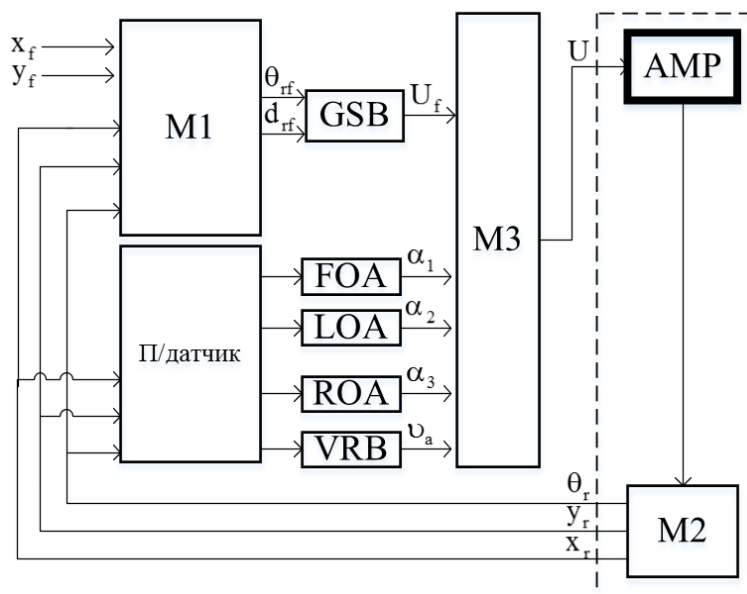 x_f
y_f
M1
θ_rf
d_rf
GSB
U_f
M3
U
AMP
П/датчик
FOA
α_1
LOA
α_2
ROA
α_3
VRB
υ_a
θ_r
y_r
x_r
M2